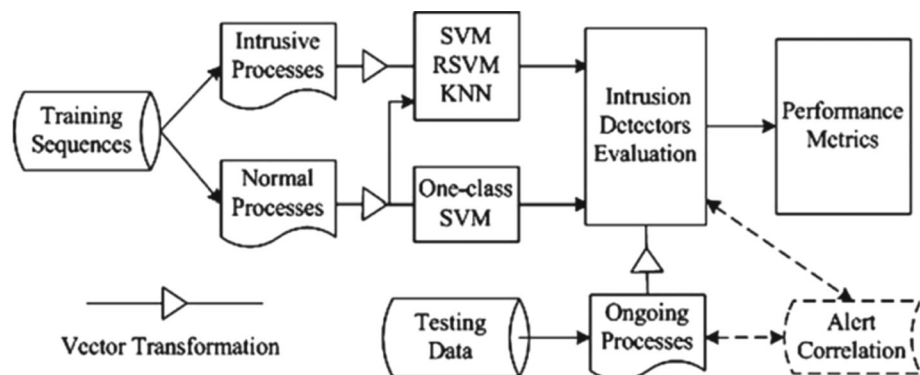 Training
Sequences
Intrusive
Processes
Normal
Processes
SVM
RSVM
KNN
One-class
SVM
Intrusion
Detectors
Evaluation
Performance
Metrics
Vector Transformation
Testing
Data
Ongoing
Processes
Alert
Correlation